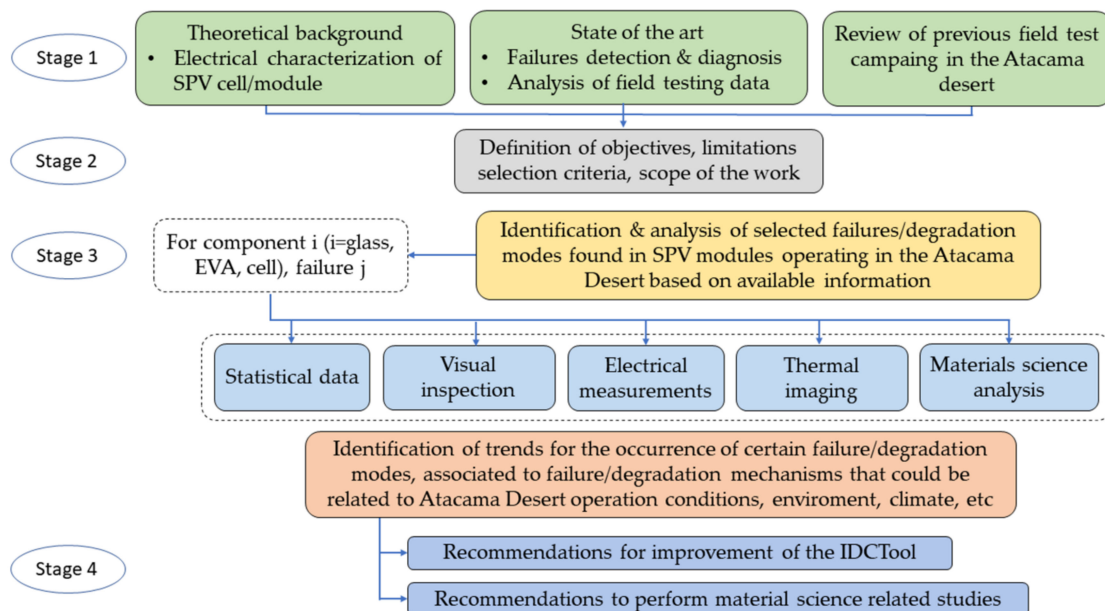 Stage 1
Theoretical background
• Electrical characterization of
SPV cell/module
State of the art
• Failures detection & diagnosis
• Analysis of field testing data
Review of previous field test
campaing in the Atacama
desert
Stage 2
Definition of objectives, limitations
selection criteria, scope of the work
Stage 3
For component i (i=glass,
EVA, cell), failure j
Identification & analysis of selected failures/degradation
modes found in SPV modules operating in the Atacama
Desert based on available information
Statistical data
Visual
inspection
Electrical
measurements
Thermal
imaging
Materials science
analysis
Identification of trends for the occurrence of certain failure/degradation
modes, associated to failure/degradation mechanisms that could be
related to Atacama Desert operation conditions, enviroment, climate, etc
Stage 4
Recommendations for improvement of the IDCTool
Recommendations to perform material science related studies